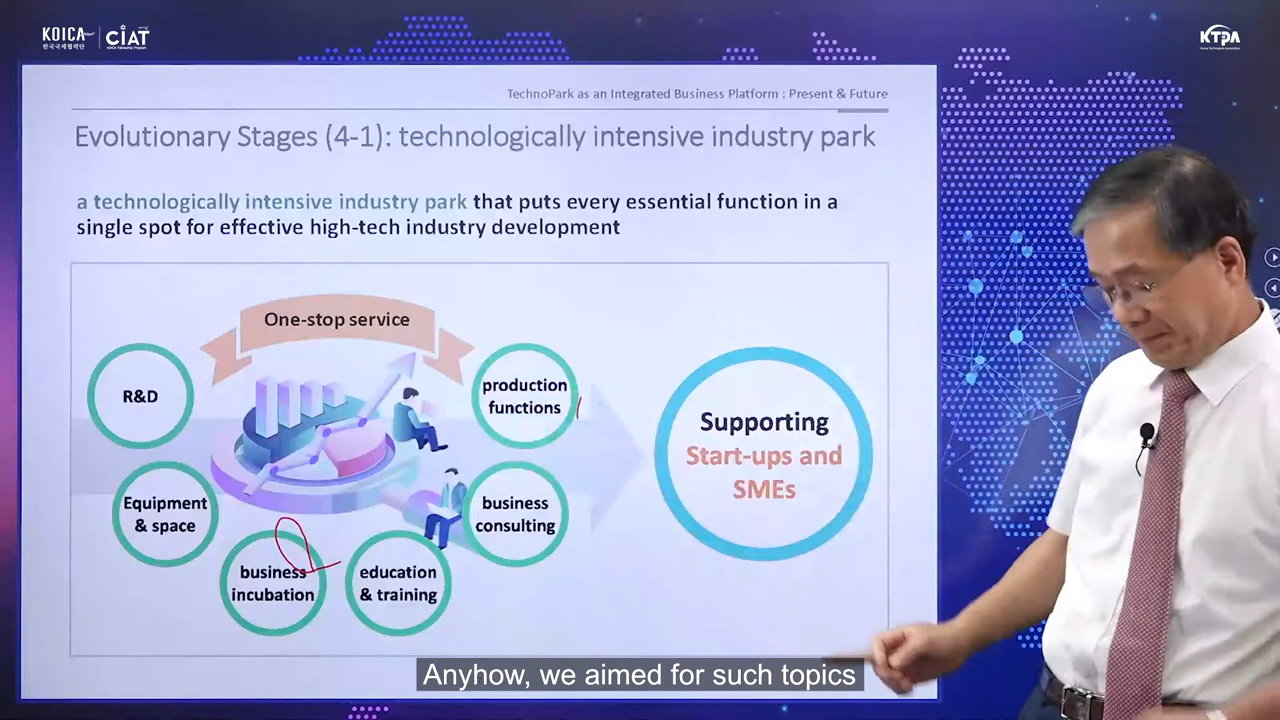 KOICA
한국국제협력단
CIAT
KOICA Fellowship Program
KTPA
Korea Technopark Association
TechnoPark as an Integrated Business Platform : Present & Future
Evolutionary Stages (4-1): technologically intensive industry park
a technologically intensive industry park that puts every essential function in a
single spot for effective high-tech industry development
One-stop service
R&D
Equipment
& space
business
incubation
education
& training
business
consulting
production
functions
Supporting
Start-ups and
SMEs
Anyhow, we aimed for such topics